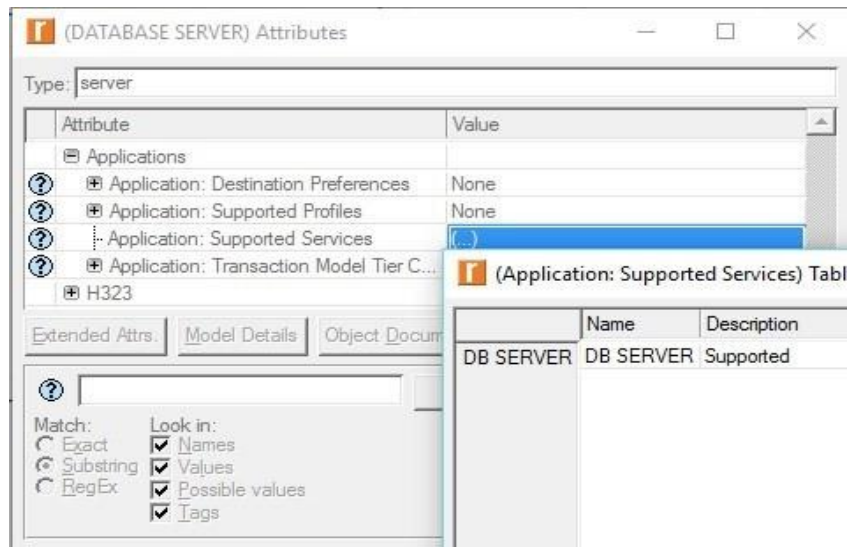 (DATABASE SERVER) Attributes
Type: server
Attribute Value
Applications
Application: Destination Preferences None
Application: Supported Profiles None
Application: Supported Services (...)
Application: Transaction Model Tier C...
H323
(Application: Supported Services) Tabl
Extended Attrs. Model Details Object Docum
Name Description
DB SERVER DB SERVER Supported
Match: Look in:
Exact Names
Substring Values
RegEx Possible values
Tags